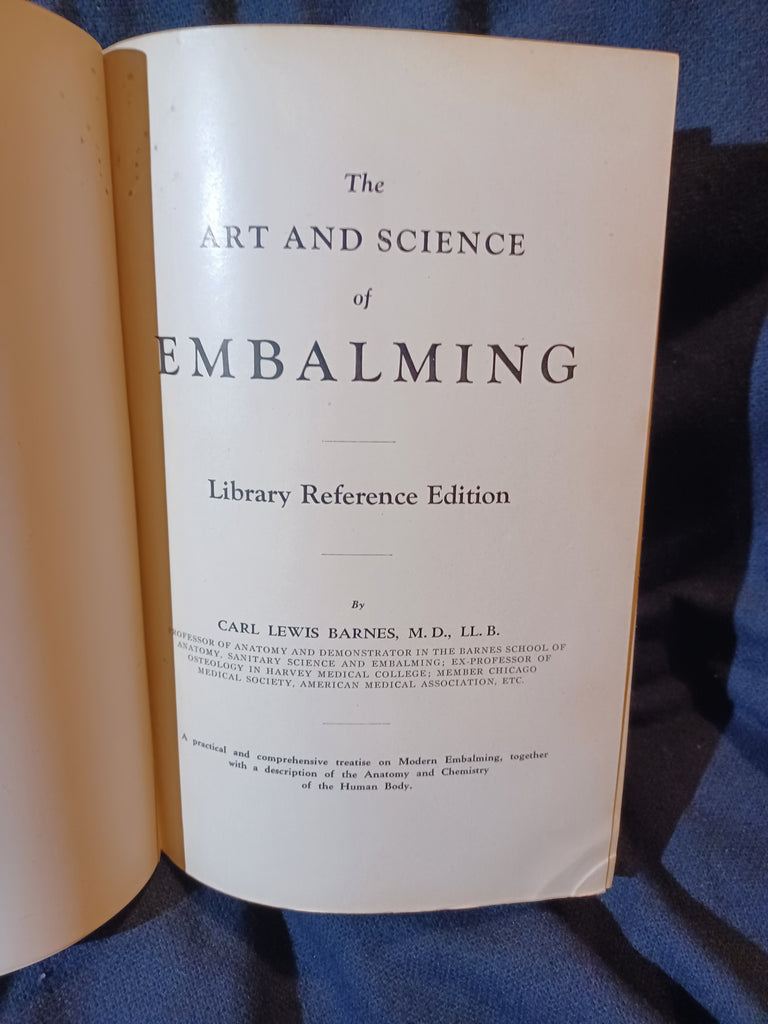 The
ART AND SCIENCE
of
EMBALMING
Library Reference Edition
By
CARL LEWIS BARNES, M. D., LL. B.
PROFESSOR OF ANATOMY AND DEMONSTRATOR IN THE BARNES SCHOOL OF
ANATOMY, SANITARY SCIENCE AND EMBALMING; EX-PROFESSOR OF
OSTEOLOGY IN HARVEY MEDICAL COLLEGE; MEMBER CHICAGO
MEDICAL SOCIETY, AMERICAN MEDICAL ASSOCIATION, ETC.
A practical and comprehensive treatise on Modern Embalming, together
with a description of the Anatomy and Chemistry
of the Human Body.